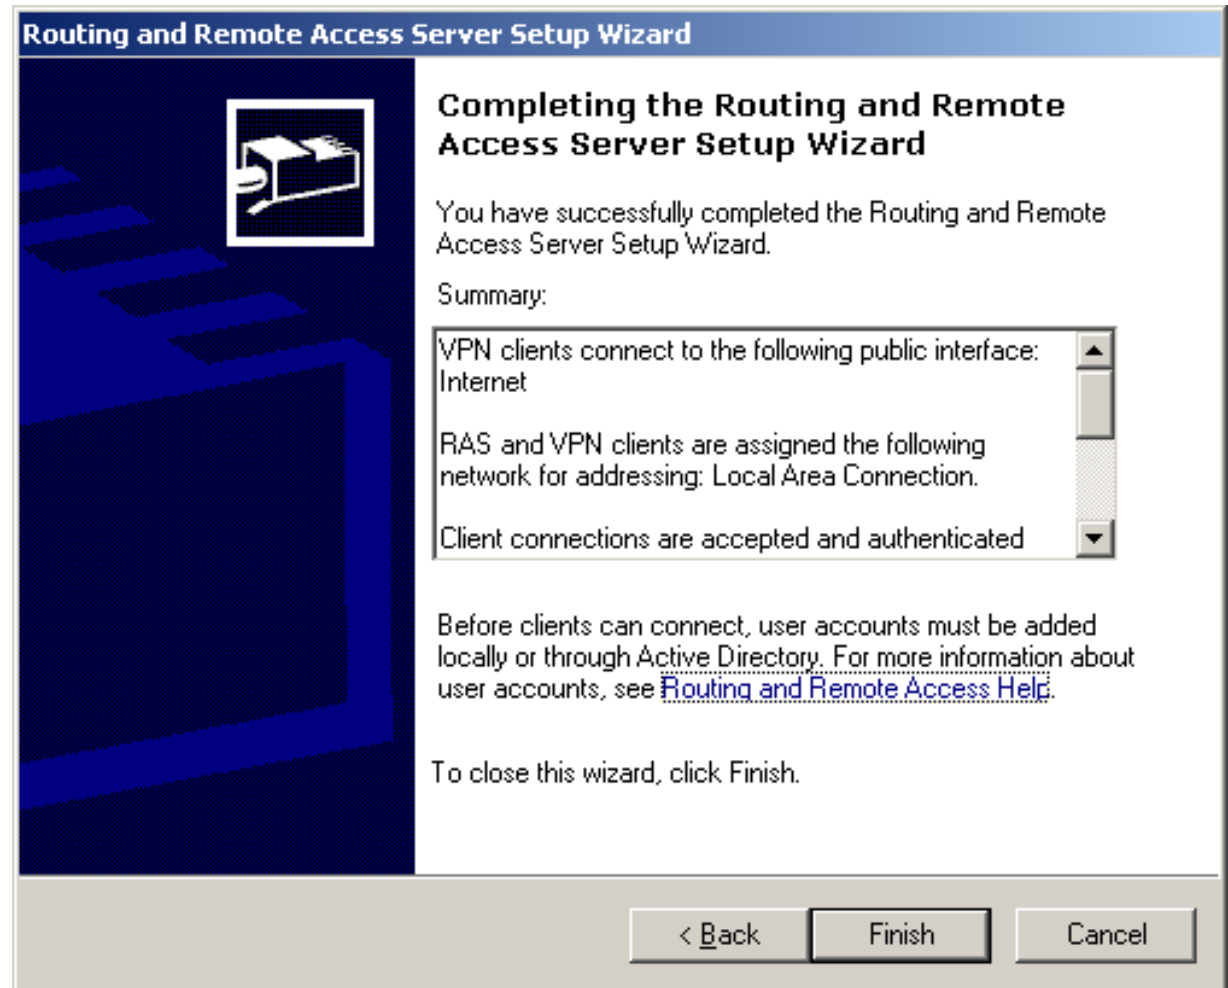 Routing and Remote Access Server Setup Wizard
Completing the Routing and Remote
Access Server Setup Wizard
You have successfully completed the Routing and Remote
Access Server Setup Wizard.
Summary:
VPN clients connect to the following public interface:
Internet
RAS and VPN clients are assigned the following
network for addressing: Local Area Connection.
Client connections are accepted and authenticated
Before clients can connect, user accounts must be added
locally or through Active Directory. For more information about
user accounts, see Routing and Remote Access Help.
To close this wizard, click Finish.
< Back
Finish
Cancel